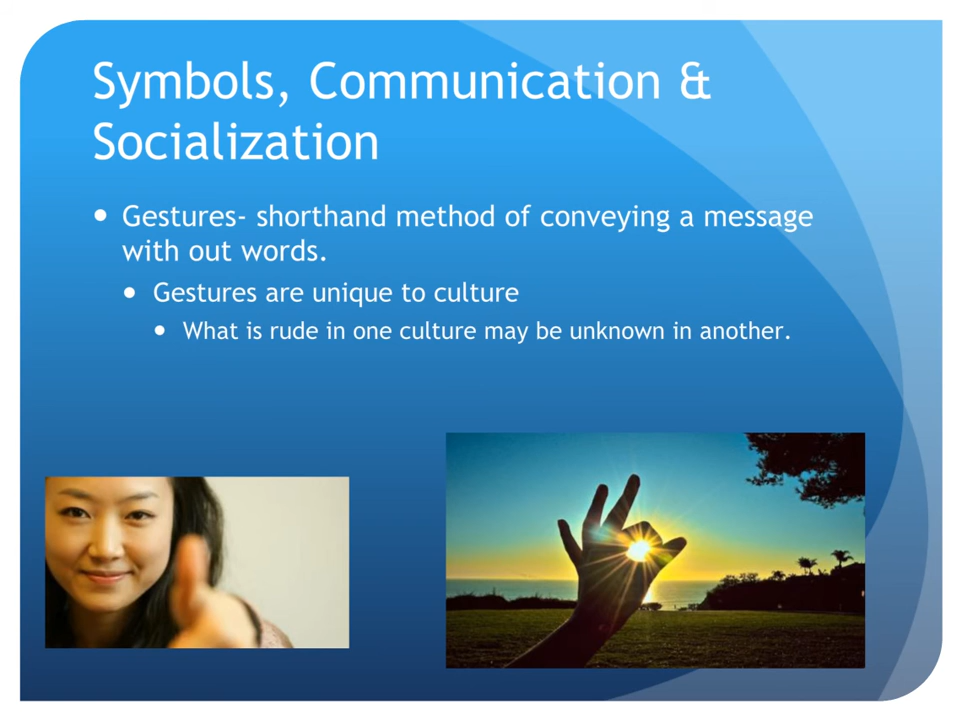 Symbols, Communication &
Socialization
• Gestures- shorthand method of conveying a message
with out words.
• Gestures are unique to culture
• What is rude in one culture may be unknown in another.